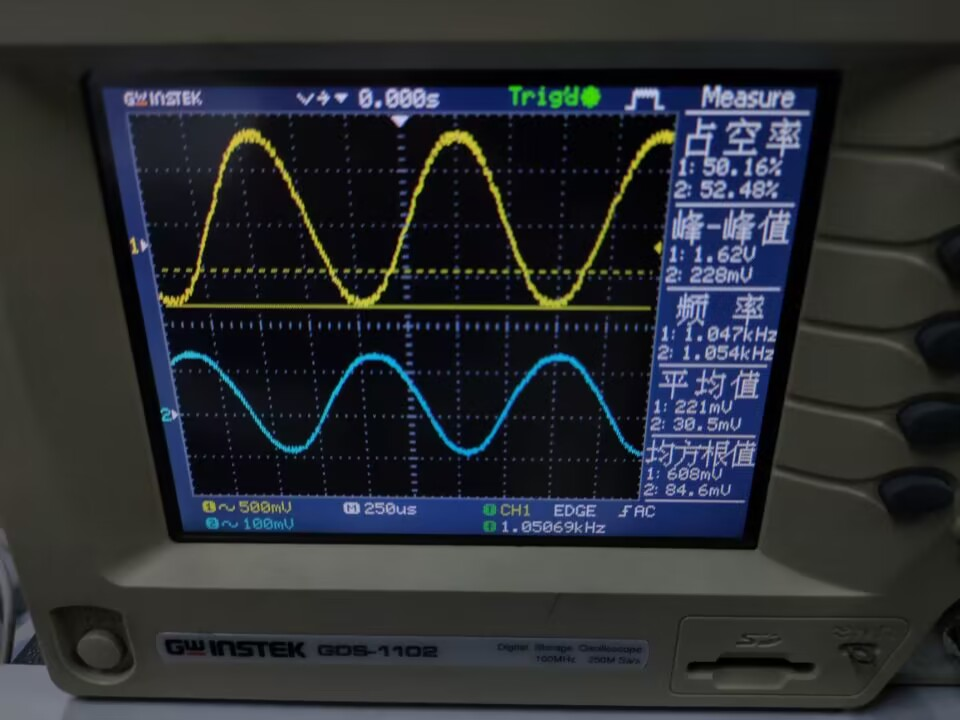 GW INSTEK
0.000s
Trig'd
Measure
占空率
1: 50.16%
2: 52.48%
峰-峰值
1: 1.62V
2: 228mV
频 率
1: 1.047kHz
2: 1.054kHz
平均值
1: 221mV
2: 30.5mV
均方根值
1: 608mV
2: 84.6mV
1
2
1 ~ 500mV
M 250us
CH1 EDGE AC
2 ~ 100mV
1.05069kHz
GW INSTEK GDS-1102
Digital Storage Oscilloscope
100MHz 250M Sa/s
SD